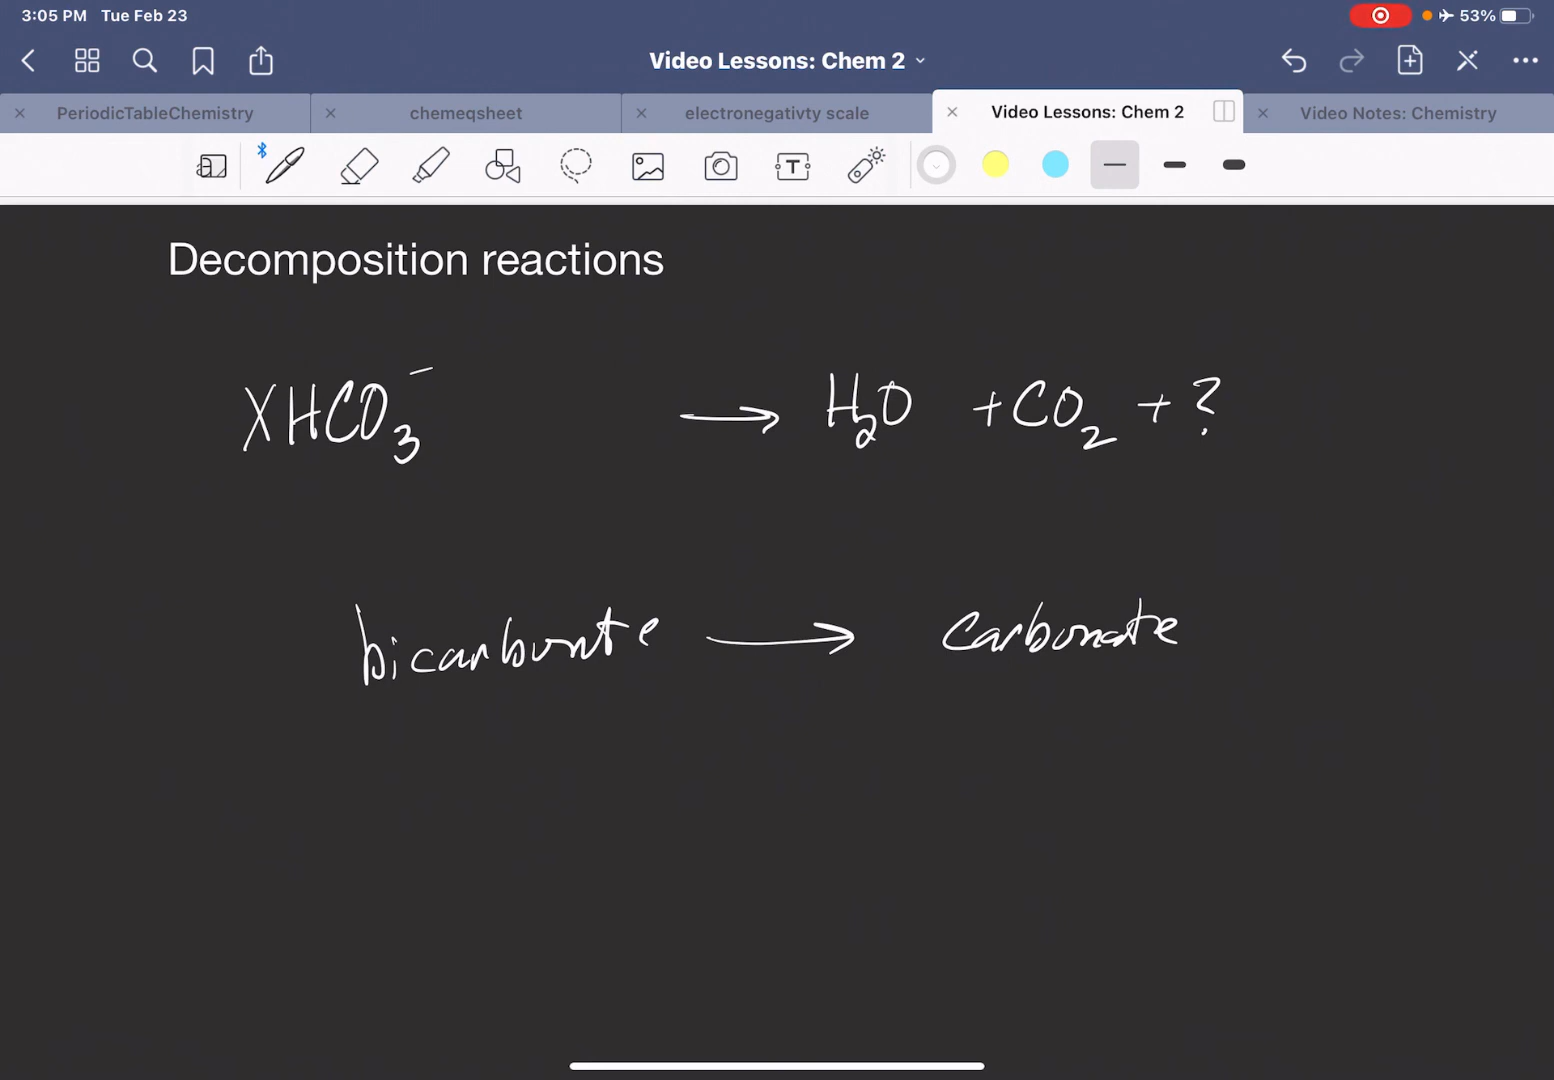 3:05 PM Tue Feb 23 53%
Video Lessons: Chem 2
PeriodicTableChemistry chemeqsheet electronegativty scale Video Lessons: Chem 2 Video Notes: Chemistry
Decomposition reactions
XHCO₃⁻ → H₂O + CO₂ + ?
bicarbonte → carbonate